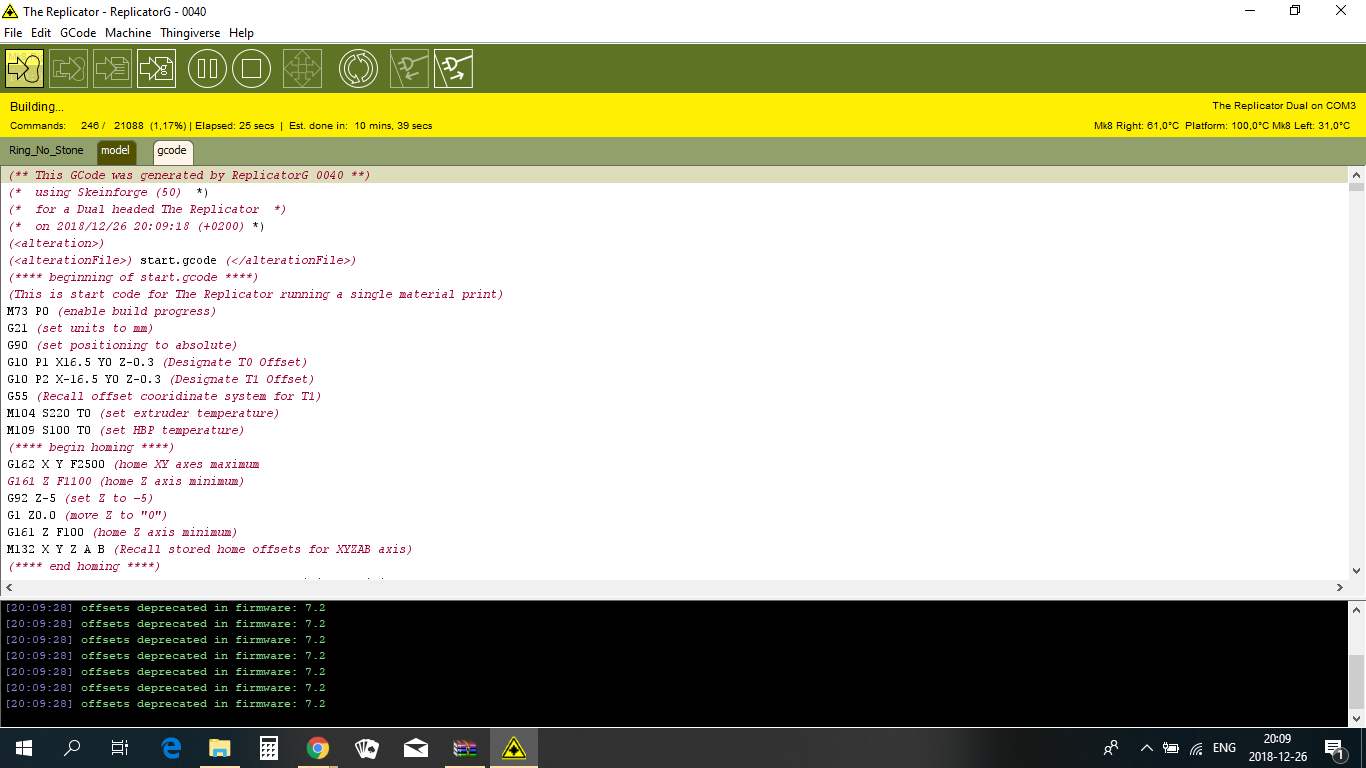 The Replicator - ReplicatorG - 0040
File Edit GCode Machine Thingiverse Help
Building...
The Replicator Dual on COM3
Commands: 246 / 21088 (1,17%) | Elapsed: 25 secs | Est. done in: 10 mins, 39 secs
Mk8 Right: 61,0°C Platform: 100,0°C Mk8 Left: 31,0°C
Ring_No_Stone model gcode
(** This GCode was generated by ReplicatorG 0040 **)
(* using Skeinforge (50) *)
(* for a Dual headed The Replicator *)
(* on 2018/12/26 20:09:18 (+0200) *)
(<alteration>)
(<alterationFile>) start.gcode (</alterationFile>)
(**** beginning of start.gcode ****)
(This is start code for The Replicator running a single material print)
M73 P0 (enable build progress)
G21 (set units to mm)
G90 (set positioning to absolute)
G10 P1 X16.5 Y0 Z-0.3 (Designate T0 Offset)
G10 P2 X-16.5 Y0 Z-0.3 (Designate T1 Offset)
G55 (Recall offset cooridinate system for T1)
M104 S220 T0 (set extruder temperature)
M109 S100 T0 (set HBP temperature)
(**** begin homing ****)
G162 X Y F2500 (home XY axes maximum
G161 Z F1100 (home Z axis minimum)
G92 Z-5 (set Z to -5)
G1 Z0.0 (move Z to "0")
G161 Z F100 (home Z axis minimum)
M132 X Y Z A B (Recall stored home offsets for XYZAB axis)
(**** end homing ****)
[20:09:28] offsets deprecated in firmware: 7.2
[20:09:28] offsets deprecated in firmware: 7.2
[20:09:28] offsets deprecated in firmware: 7.2
[20:09:28] offsets deprecated in firmware: 7.2
[20:09:28] offsets deprecated in firmware: 7.2
[20:09:28] offsets deprecated in firmware: 7.2
[20:09:28] offsets deprecated in firmware: 7.2
ENG
20:09
2018-12-26
1